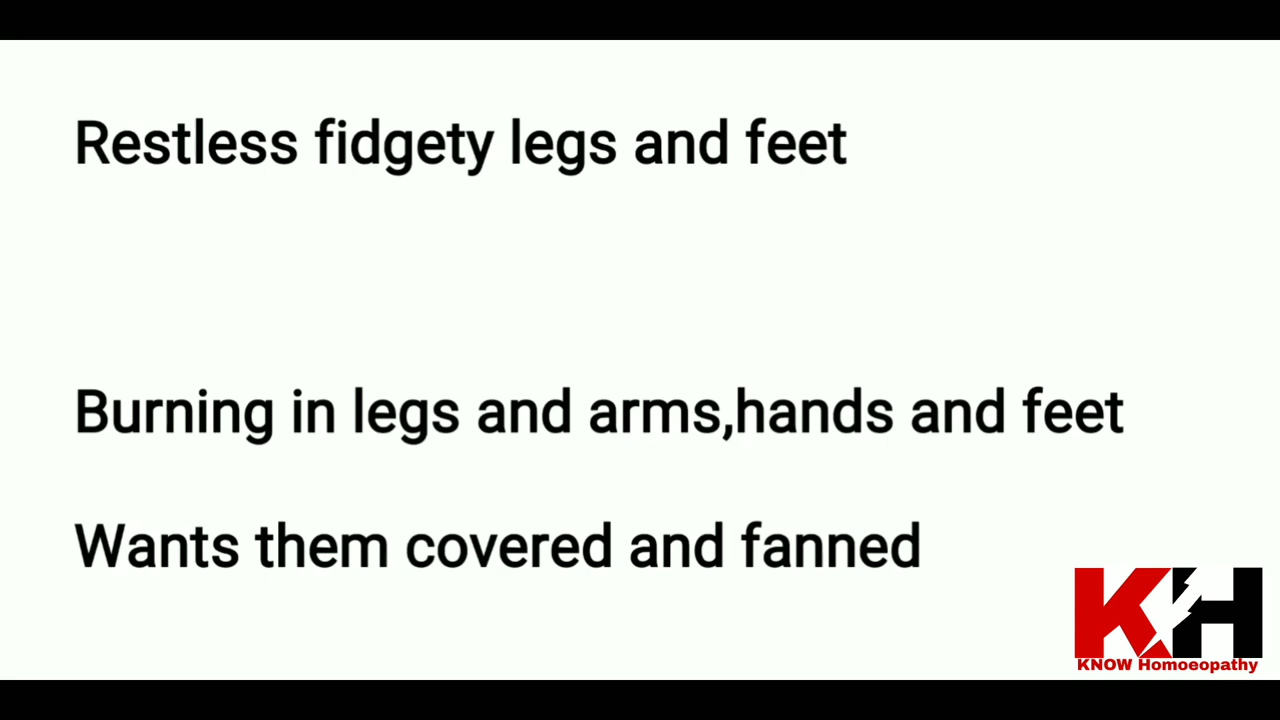 Restless fidgety legs and feet
Burning in legs and arms,hands and feet
Wants them covered and fanned
KH
KNOW Homoeopathy